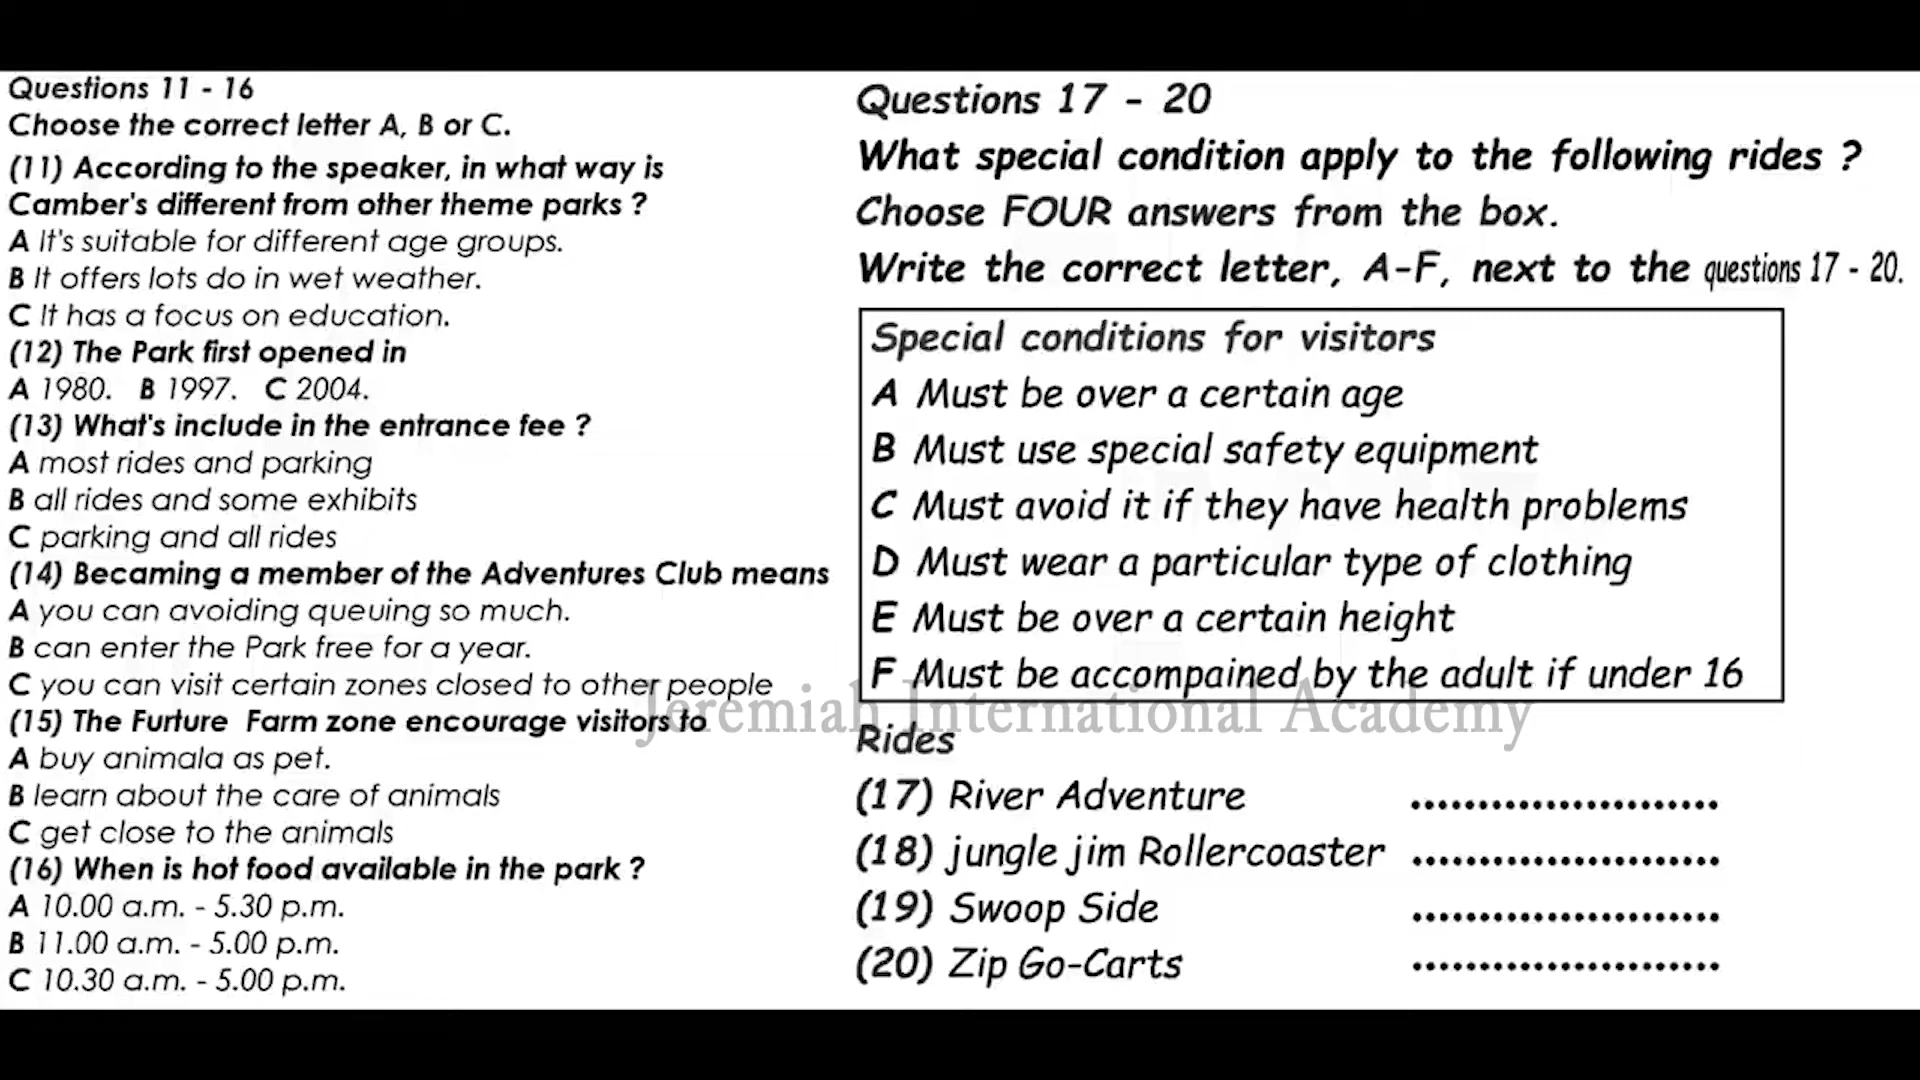 Questions 11 - 16
Choose the correct letter A, B or C.
(11) According to the speaker, in what way is
Camber's different from other theme parks ?
A It's suitable for different age groups.
B It offers lots do in wet weather.
C It has a focus on education.
(12) The Park first opened in
A 1980. B 1997. C 2004.
(13) What's include in the entrance fee ?
A most rides and parking
B all rides and some exhibits
C parking and all rides
(14) Becaming a member of the Adventures Club means
A you can avoiding queuing so much.
B can enter the Park free for a year.
C you can visit certain zones closed to other people
(15) The Furture Farm zone encourage visitors to
A buy animala as pet.
B learn about the care of animals
C get close to the animals
(16) When is hot food available in the park ?
A 10.00 a.m. - 5.30 p.m.
B 11.00 a.m. - 5.00 p.m.
C 10.30 a.m. - 5.00 p.m.
Questions 17 - 20
What special condition apply to the following rides ?
Choose FOUR answers from the box.
Write the correct letter, A-F, next to the questions 17 - 20.
Special conditions for visitors
A Must be over a certain age
B Must use special safety equipment
C Must avoid it if they have health problems
D Must wear a particular type of clothing
E Must be over a certain height
F Must be accompained by the adult if under 16
Jeremiah International Academy
Rides
(17) River Adventure ........................
(18) jungle jim Rollercoaster ........................
(19) Swoop Side ........................
(20) Zip Go-Carts ........................